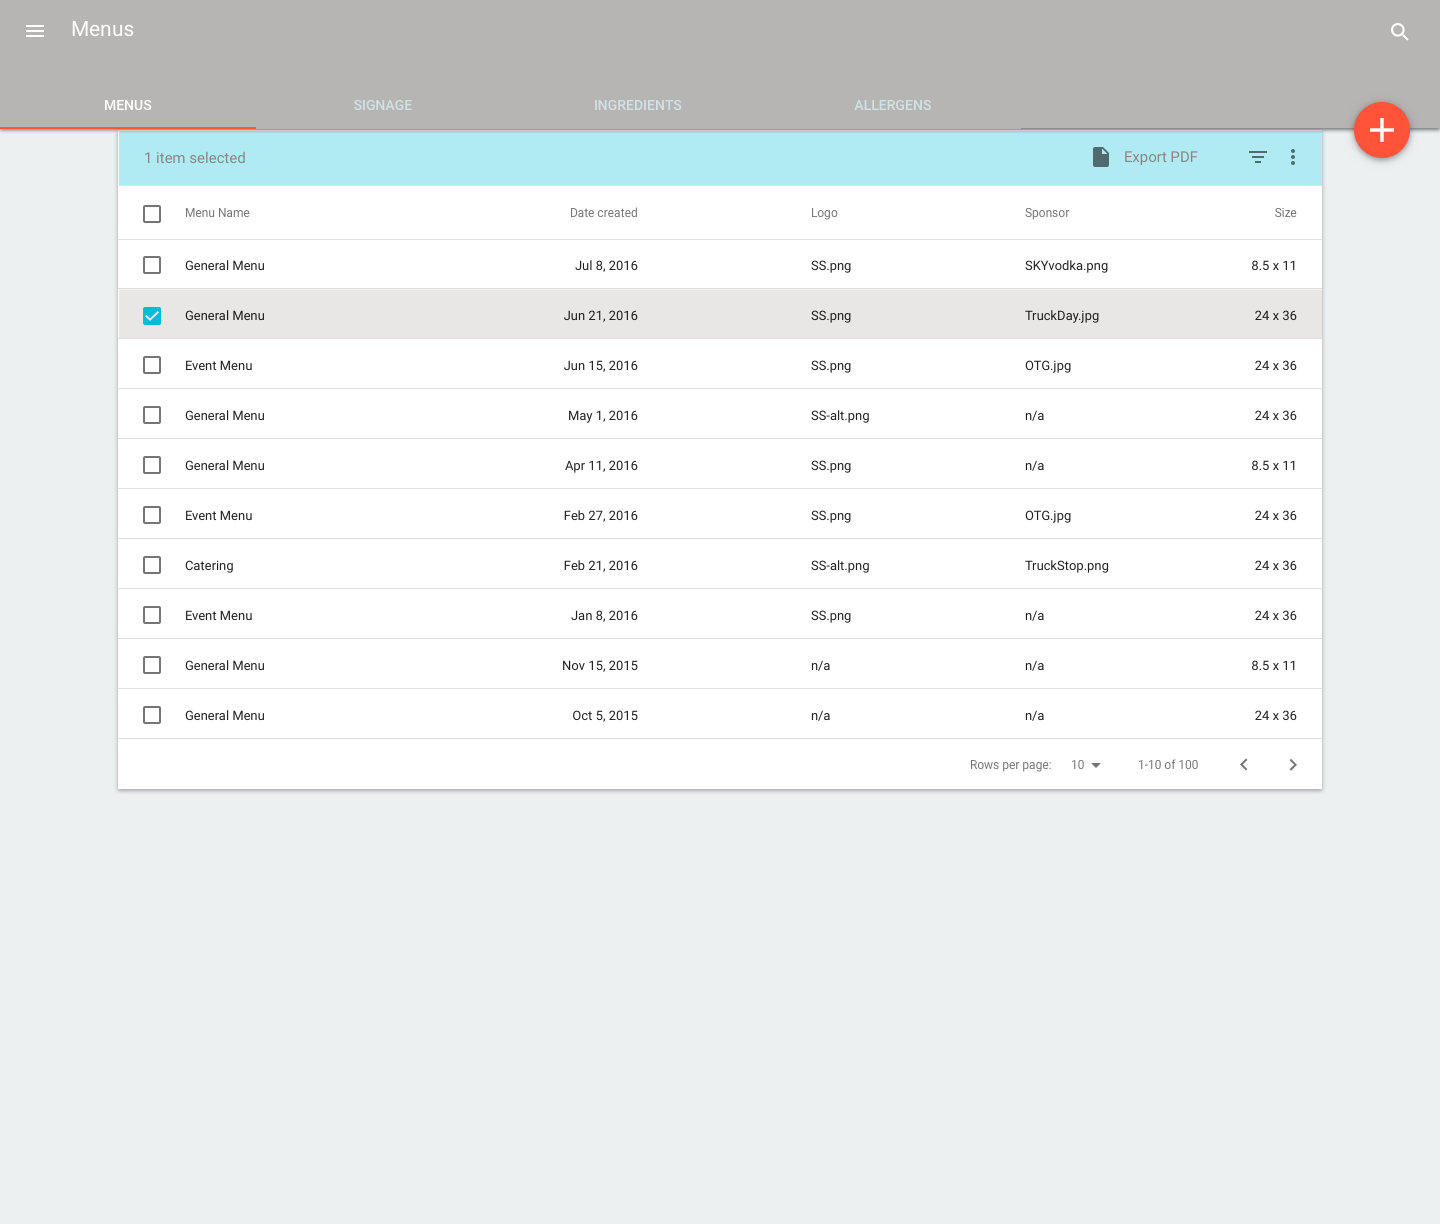 Menus
MENUS SIGNAGE INGREDIENTS ALLERGENS
1 item selected Export PDF
Menu Name Date created Logo Sponsor Size
General Menu Jul 8, 2016 SS.png SKYvodka.png 8.5 x 11
General Menu Jun 21, 2016 SS.png TruckDay.jpg 24 x 36
Event Menu Jun 15, 2016 SS.png OTG.jpg 24 x 36
General Menu May 1, 2016 SS-alt.png n/a 24 x 36
General Menu Apr 11, 2016 SS.png n/a 8.5 x 11
Event Menu Feb 27, 2016 SS.png OTG.jpg 24 x 36
Catering Feb 21, 2016 SS-alt.png TruckStop.png 24 x 36
Event Menu Jan 8, 2016 SS.png n/a 24 x 36
General Menu Nov 15, 2015 n/a n/a 8.5 x 11
General Menu Oct 5, 2015 n/a n/a 24 x 36
Rows per page: 10 1-10 of 100